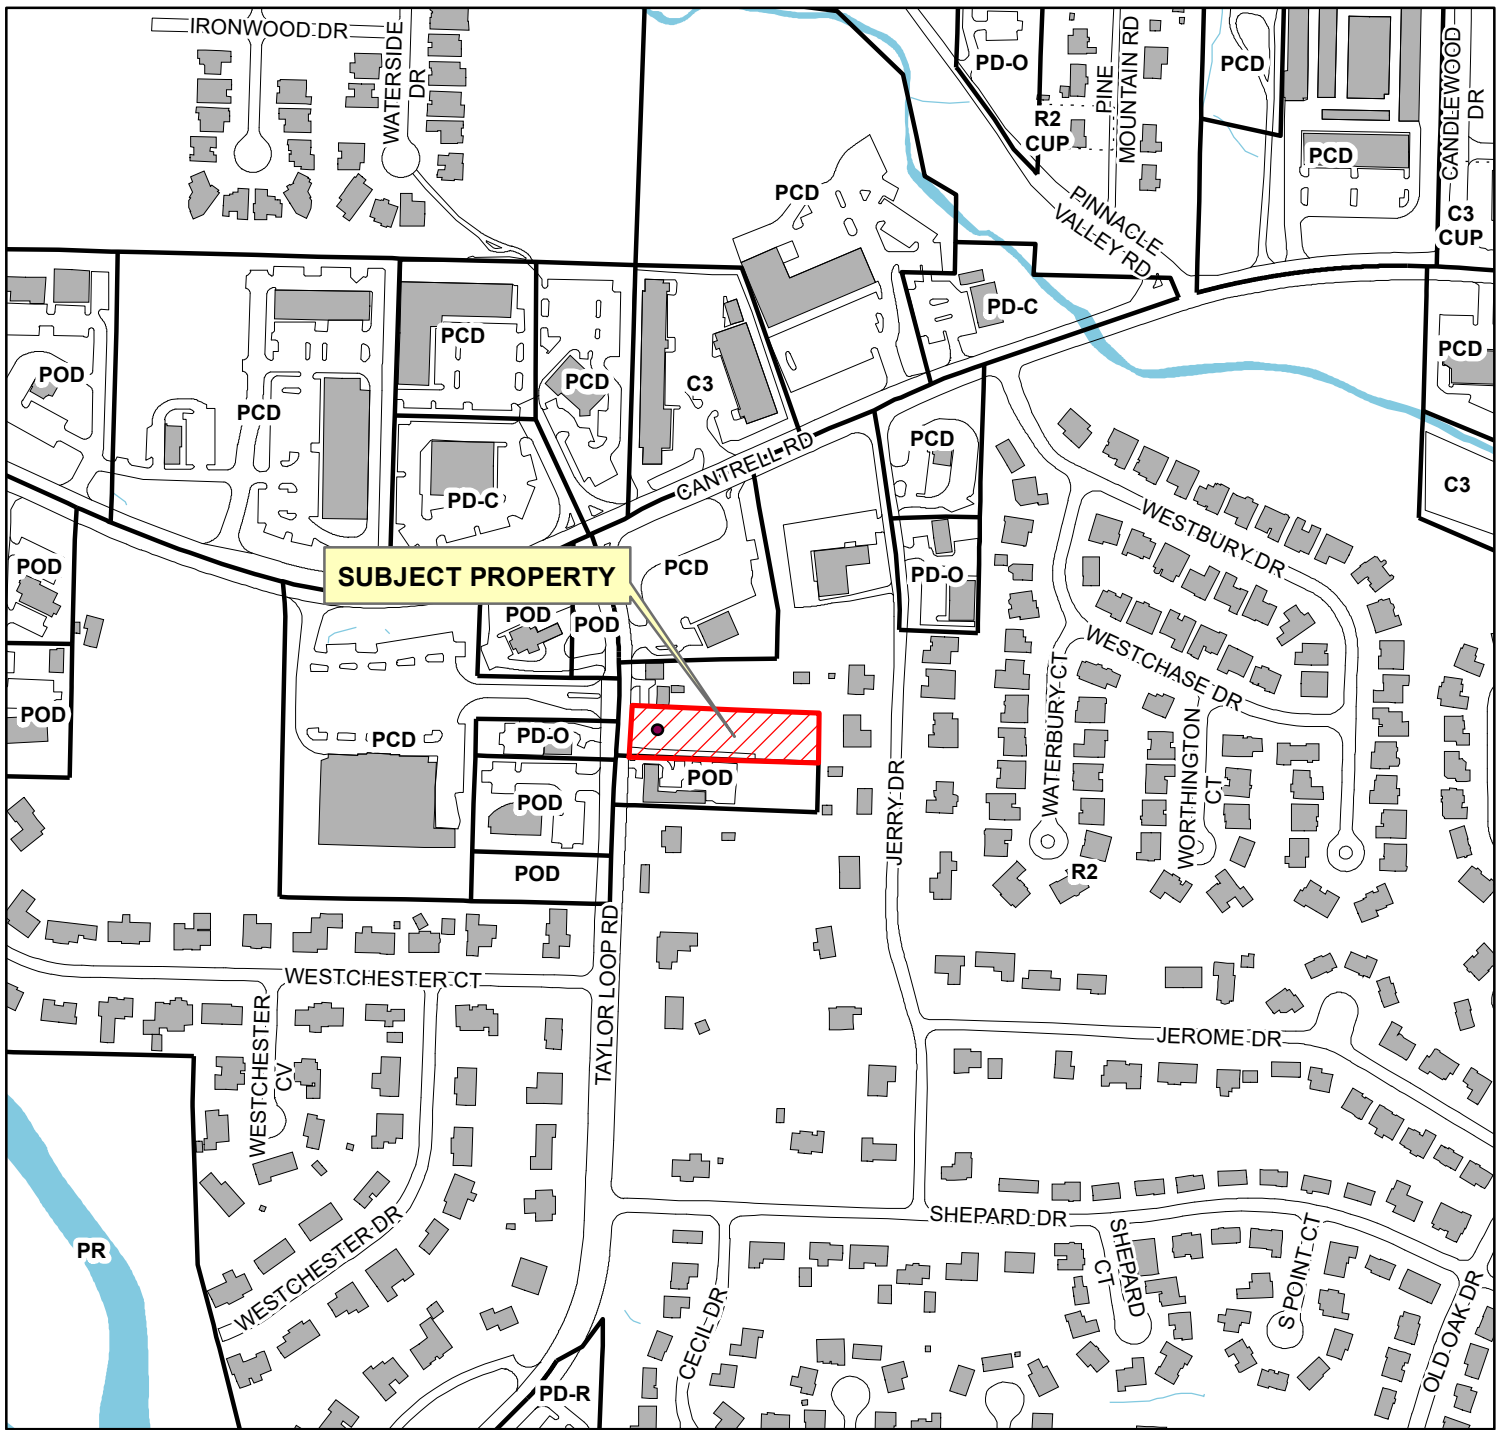 IRONWOOD DR
WATERSIDE
DR
PD-O
PINE
MOUNTAIN RD
R2
CUP
PCD
PCD
CANDLEWOOD
DR
C3
CUP
PCD
PINNACLE
VALLEY RD
PD-C
PCD
C3
POD
PCD
PCD
PCD
C3
PD-C
CANTRELL RD
PCD
PD-O
PCD
WESTBURY DR
WESTCHASE DR
WATERBURY CT
WORTHINGTON
CT
R2
POD
POD
SUBJECT PROPERTY
POD
POD
PCD
PD-O
POD
POD
POD
JERRY DR
TAYLOR LOOP RD
WESTCHESTER CT
WESTCHESTER
CV
WESTCHESTER DR
JEROME DR
SHEPARD DR
SHEPARD
CT
S POINT CT
OLD OAK DR
CECIL DR
PR
PD-R